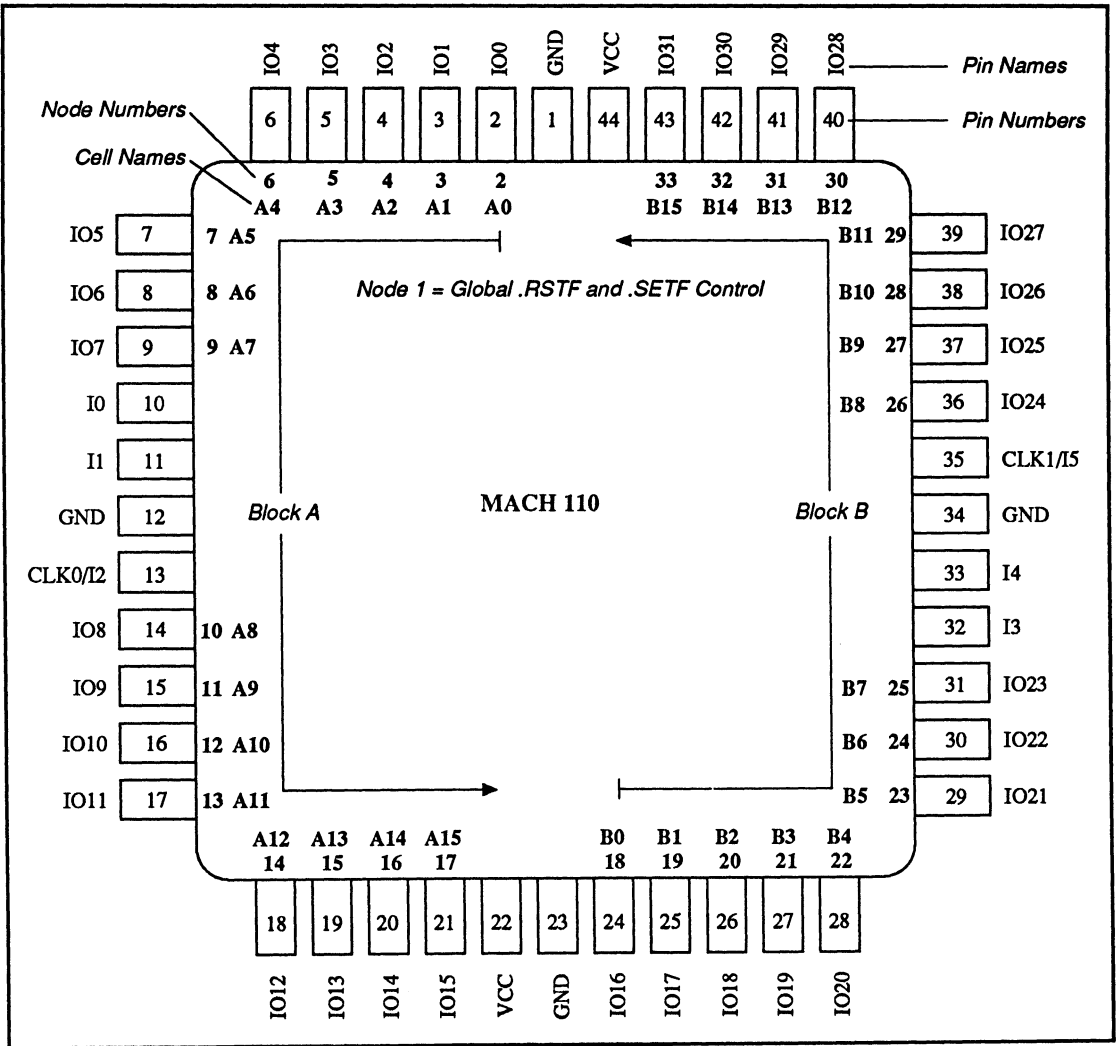 IO4 IO3 IO2 IO1 IO0 GND VCC IO31 IO30 IO29 IO28 Pin Names
Node Numbers 6 5 4 3 2 1 44 43 42 41 40 Pin Numbers
Cell Names
6 5 4 3 2 33 32 31 30
A4 A3 A2 A1 A0 B15 B14 B13 B12
IO5 7 7 A5 B11 29 39 IO27
IO6 8 8 A6 Node 1 = Global .RSTF and .SETF Control B10 28 38 IO26
IO7 9 9 A7 B9 27 37 IO25
I0 10 B8 26 36 IO24
I1 11 35 CLK1/I5
GND 12 Block A MACH 110 Block B 34 GND
CLK0/I2 13 33 I4
IO8 14 10 A8 32 I3
IO9 15 11 A9 B7 25 31 IO23
IO10 16 12 A10 B6 24 30 IO22
IO11 17 13 A11 B5 23 29 IO21
A12 A13 A14 A15 B0 B1 B2 B3 B4
14 15 16 17 18 19 20 21 22
18 19 20 21 22 23 24 25 26 27 28
IO12 IO13 IO14 IO15 VCC GND IO16 IO17 IO18 IO19 IO20